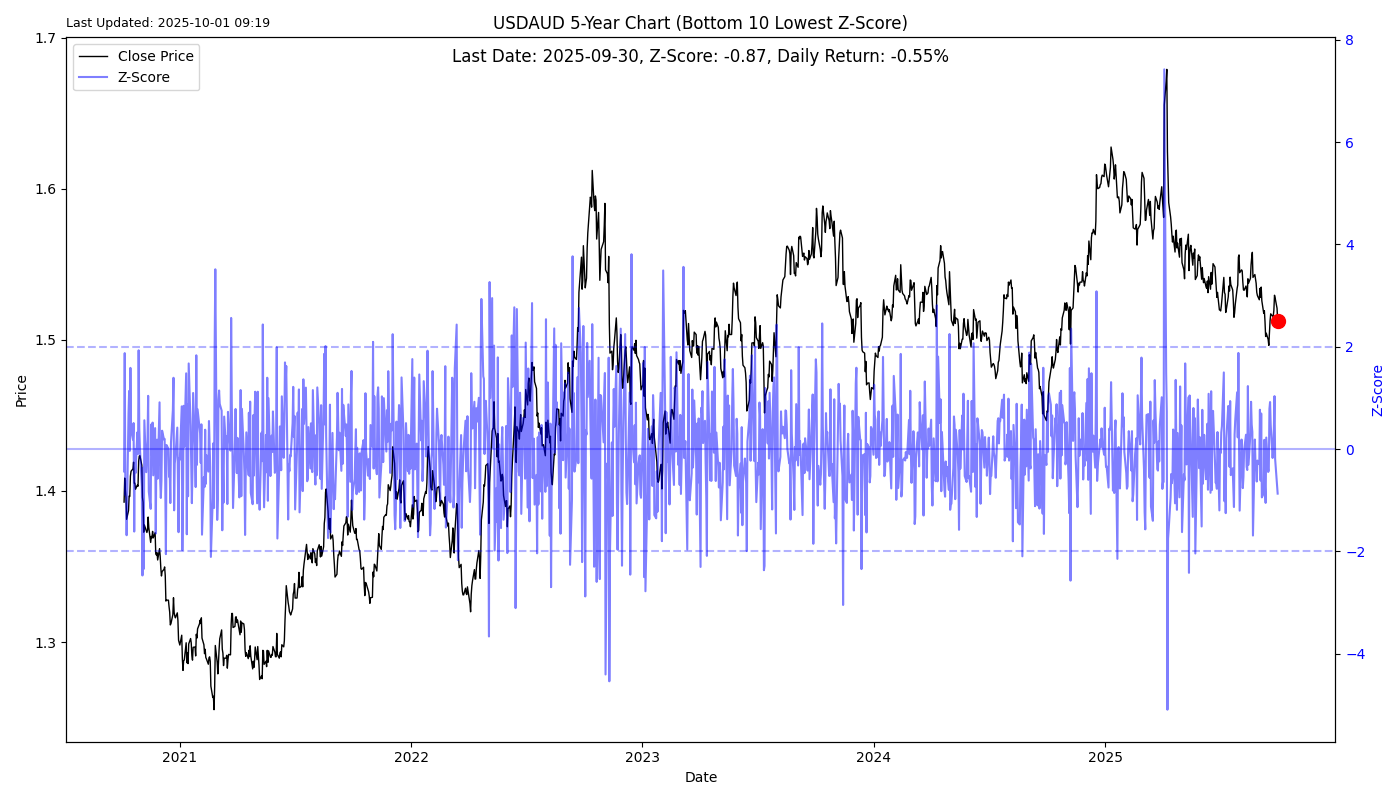 Last Updated: 2025-10-01 09:19
USDAUD 5-Year Chart (Bottom 10 Lowest Z-Score)
Last Date: 2025-09-30, Z-Score: -0.87, Daily Return: -0.55%
Close Price
Z-Score
1.7
1.6
1.5
1.4
1.3
Price
8
6
4
2
0
−2
−4
Z-Score
2021
2022
2023
2024
2025
Date